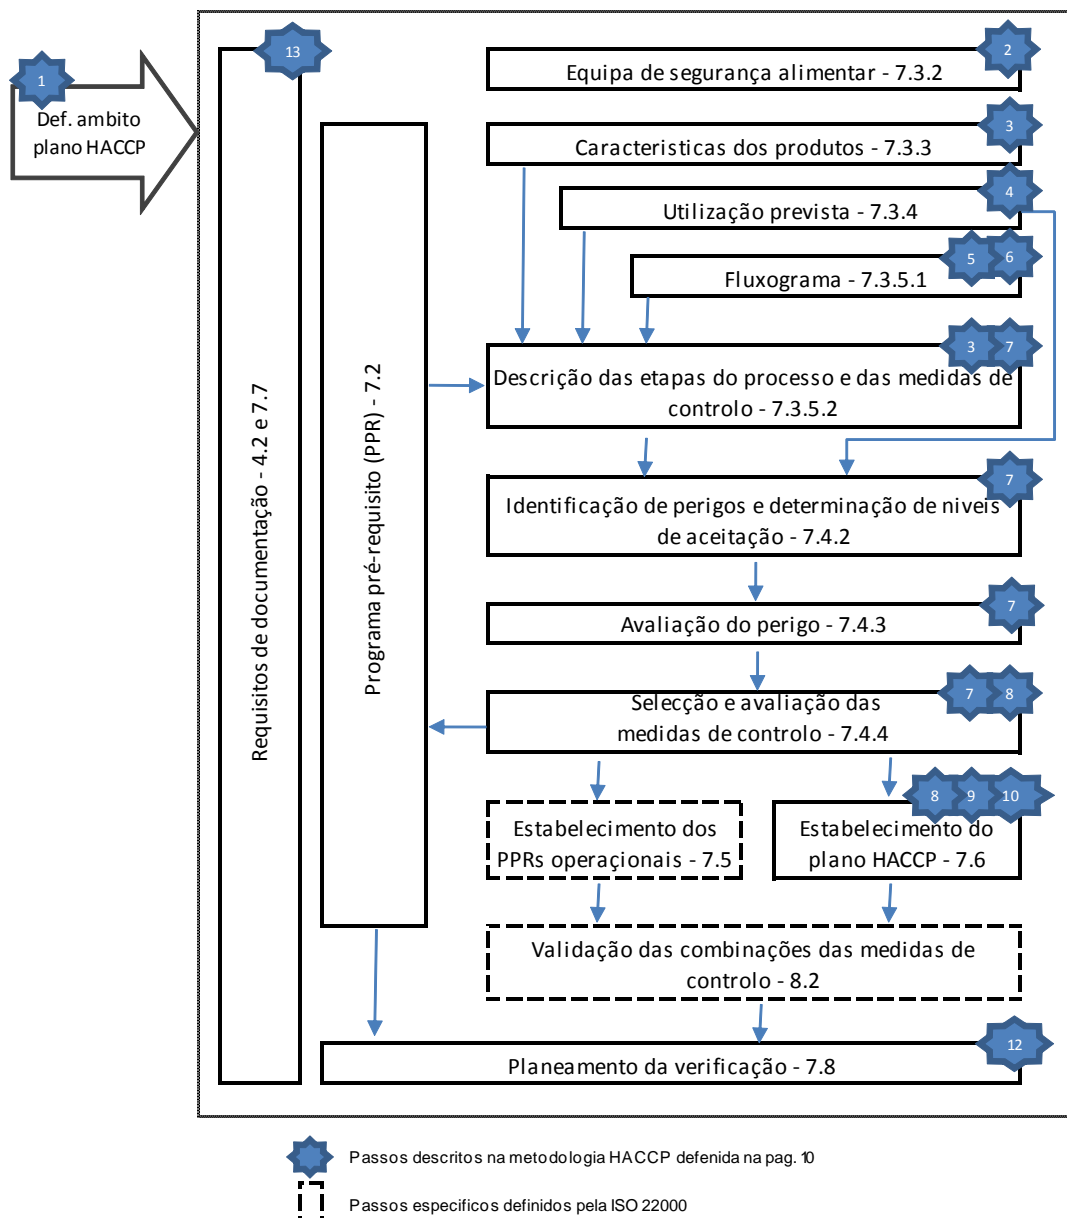 1
Def. ambito
plano HACCP
13
Requisitos de documentação - 4.2 e 7.7
Programa pré-requisito (PPR) - 7.2
2
Equipa de segurança alimentar - 7.3.2
3
Caracteristicas dos produtos - 7.3.3
4
Utilização prevista - 7.3.4
5 6
Fluxograma - 7.3.5.1
3 7
Descrição das etapas do processo e das medidas de
controlo - 7.3.5.2
7
Identificação de perigos e determinação de niveis
de aceitação - 7.4.2
7
Avaliação do perigo - 7.4.3
7 8
Selecção e avaliação das
medidas de controlo - 7.4.4
8 9 10
Estabelecimento dos
PPRs operacionais - 7.5
Estabelecimento do
plano HACCP - 7.6
Validação das combinações das medidas de
controlo - 8.2
12
Planeamento da verificação - 7.8
Passos descritos na metodologia HACCP defenida na pag. 10
Passos especificos definidos pela ISO 22000